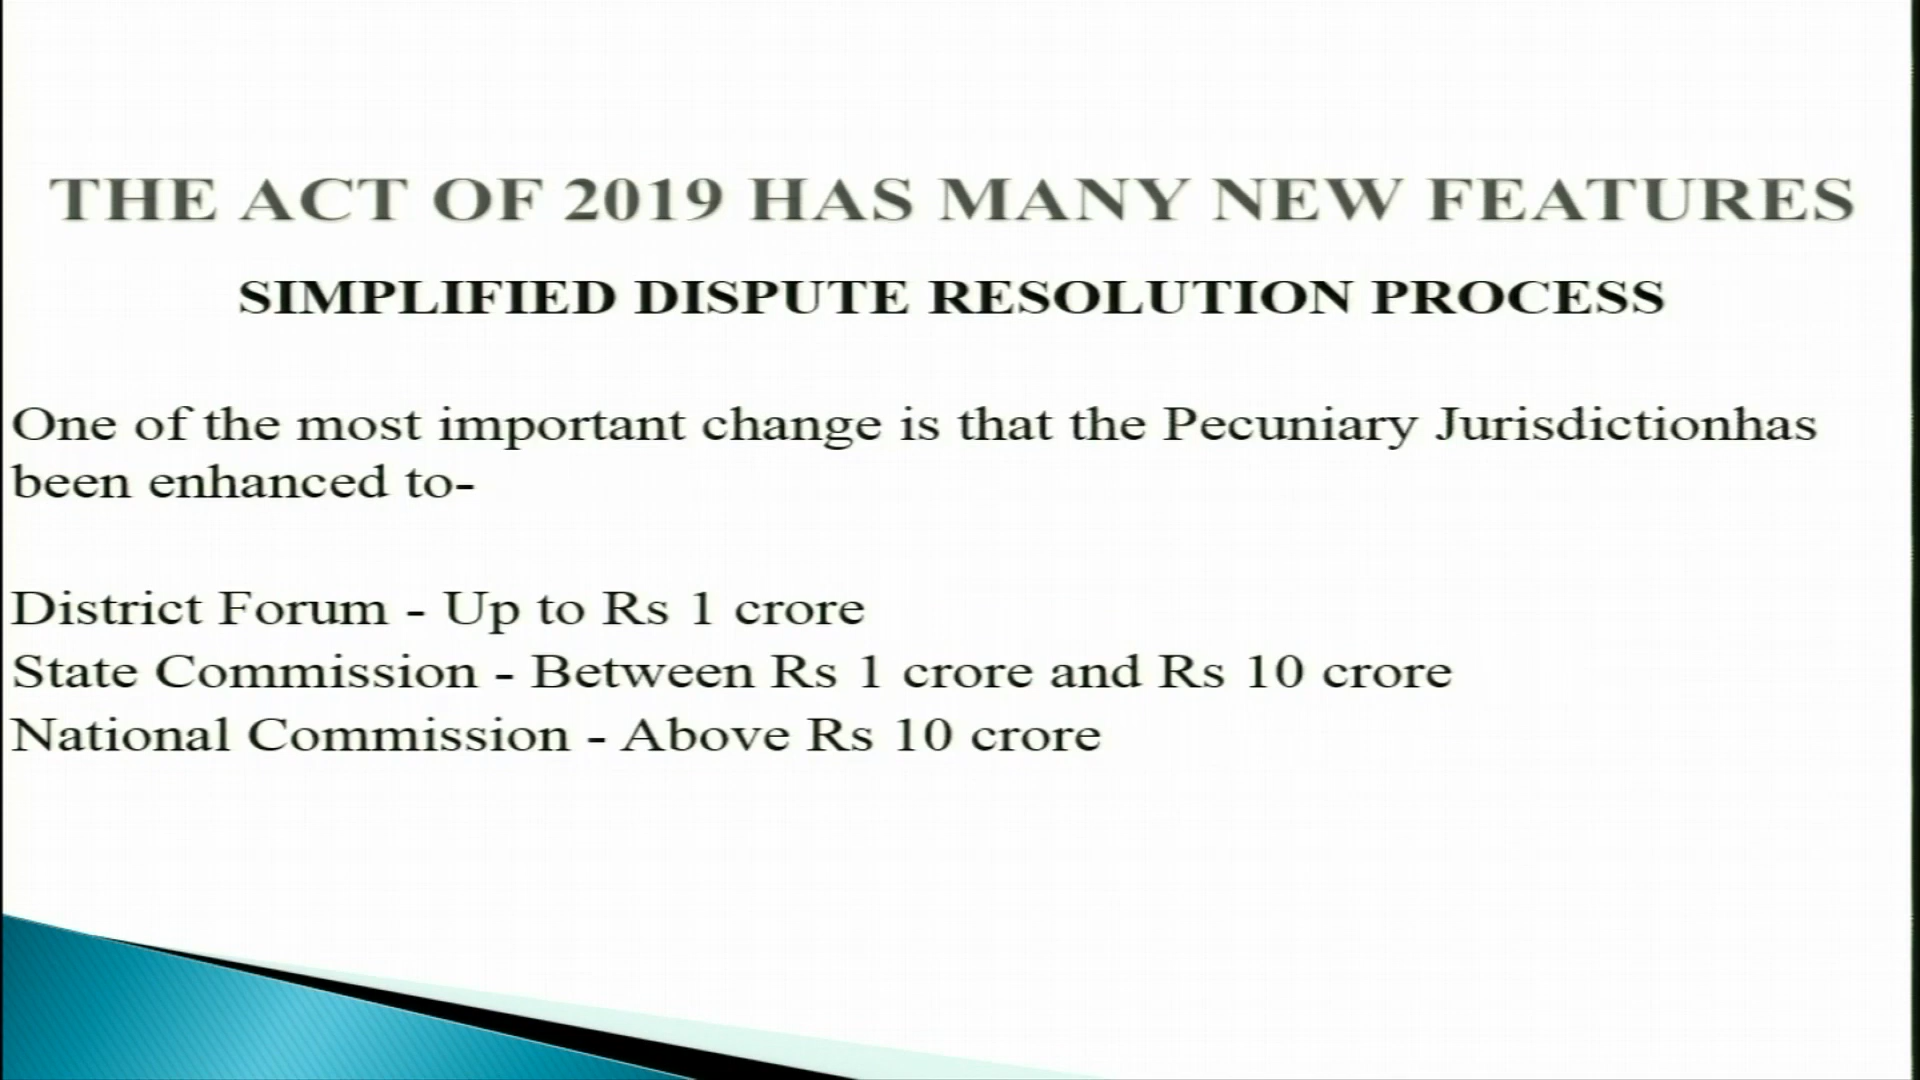 THE ACT OF 2019 HAS MANY NEW FEATURES
SIMPLIFIED DISPUTE RESOLUTION PROCESS
One of the most important change is that the Pecuniary Jurisdictionhas
been enhanced to-
District Forum - Up to Rs 1 crore
State Commission - Between Rs 1 crore and Rs 10 crore
National Commission - Above Rs 10 crore